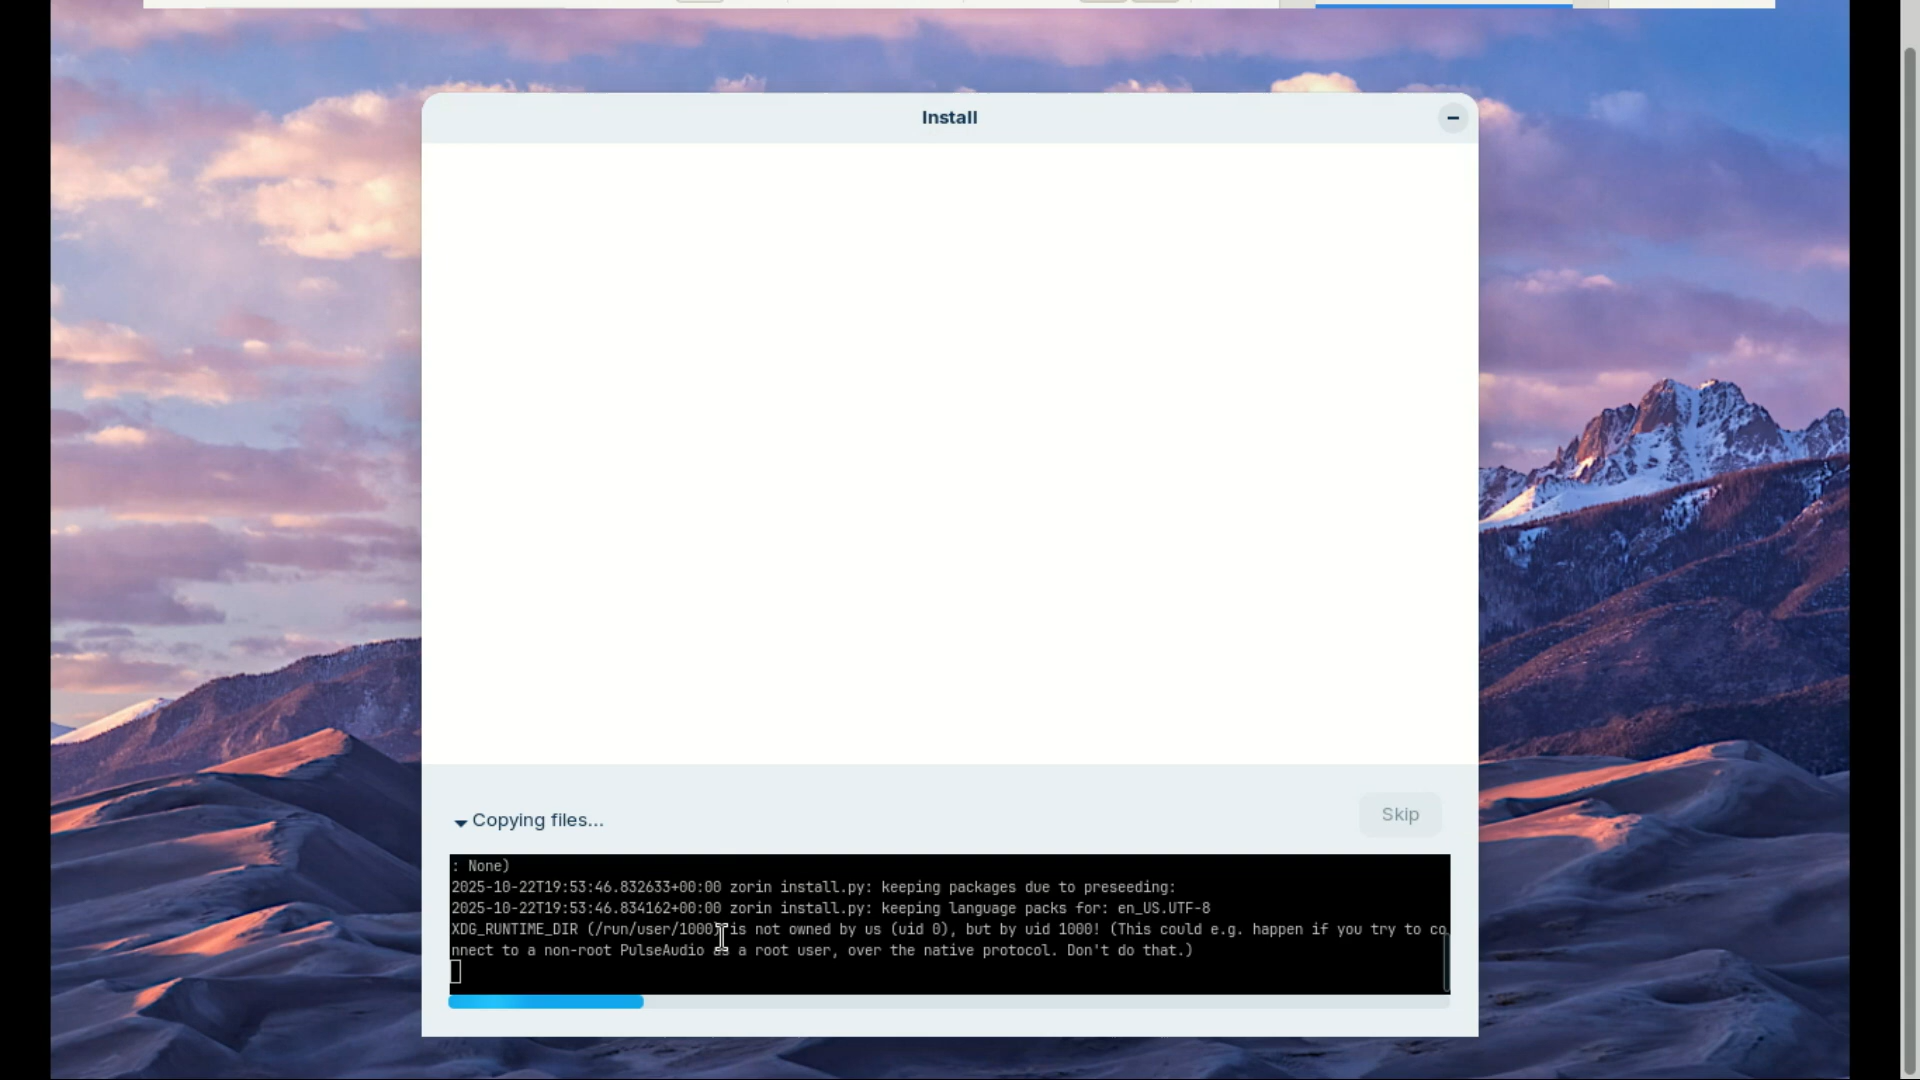 Install
Copying files...
Skip
: None)
2025-10-22T19:53:46.832633+00:00 zorin install.py: keeping packages due to preseeding:
2025-10-22T19:53:46.834162+00:00 zorin install.py: keeping language packs for: en_US.UTF-8
XDG_RUNTIME_DIR (/run/user/1000) is not owned by us (uid 0), but by uid 1000! (This could e.g. happen if you try to co
nnect to a non-root PulseAudio as a root user, over the native protocol. Don't do that.)